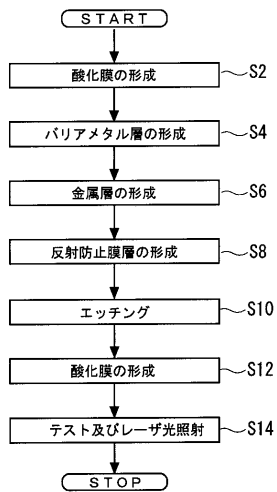 START
酸化膜の形成 S2
バリアメタル層の形成 S4
金属層の形成 S6
反射防止膜層の形成 S8
エッチング S10
酸化膜の形成 S12
テスト及びレーザ光照射 S14
STOP